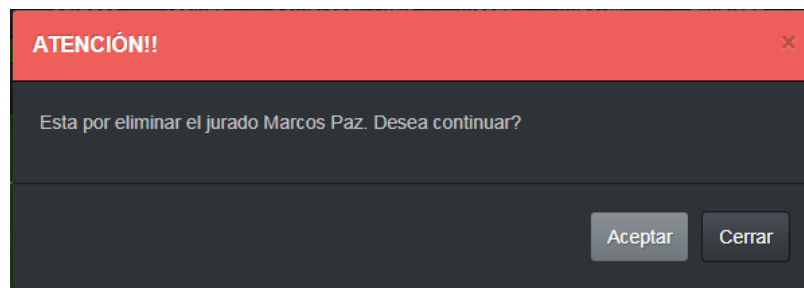 ATENCIÓN!!
×
Esta por eliminar el jurado Marcos Paz. Desea continuar?
Aceptar Cerrar